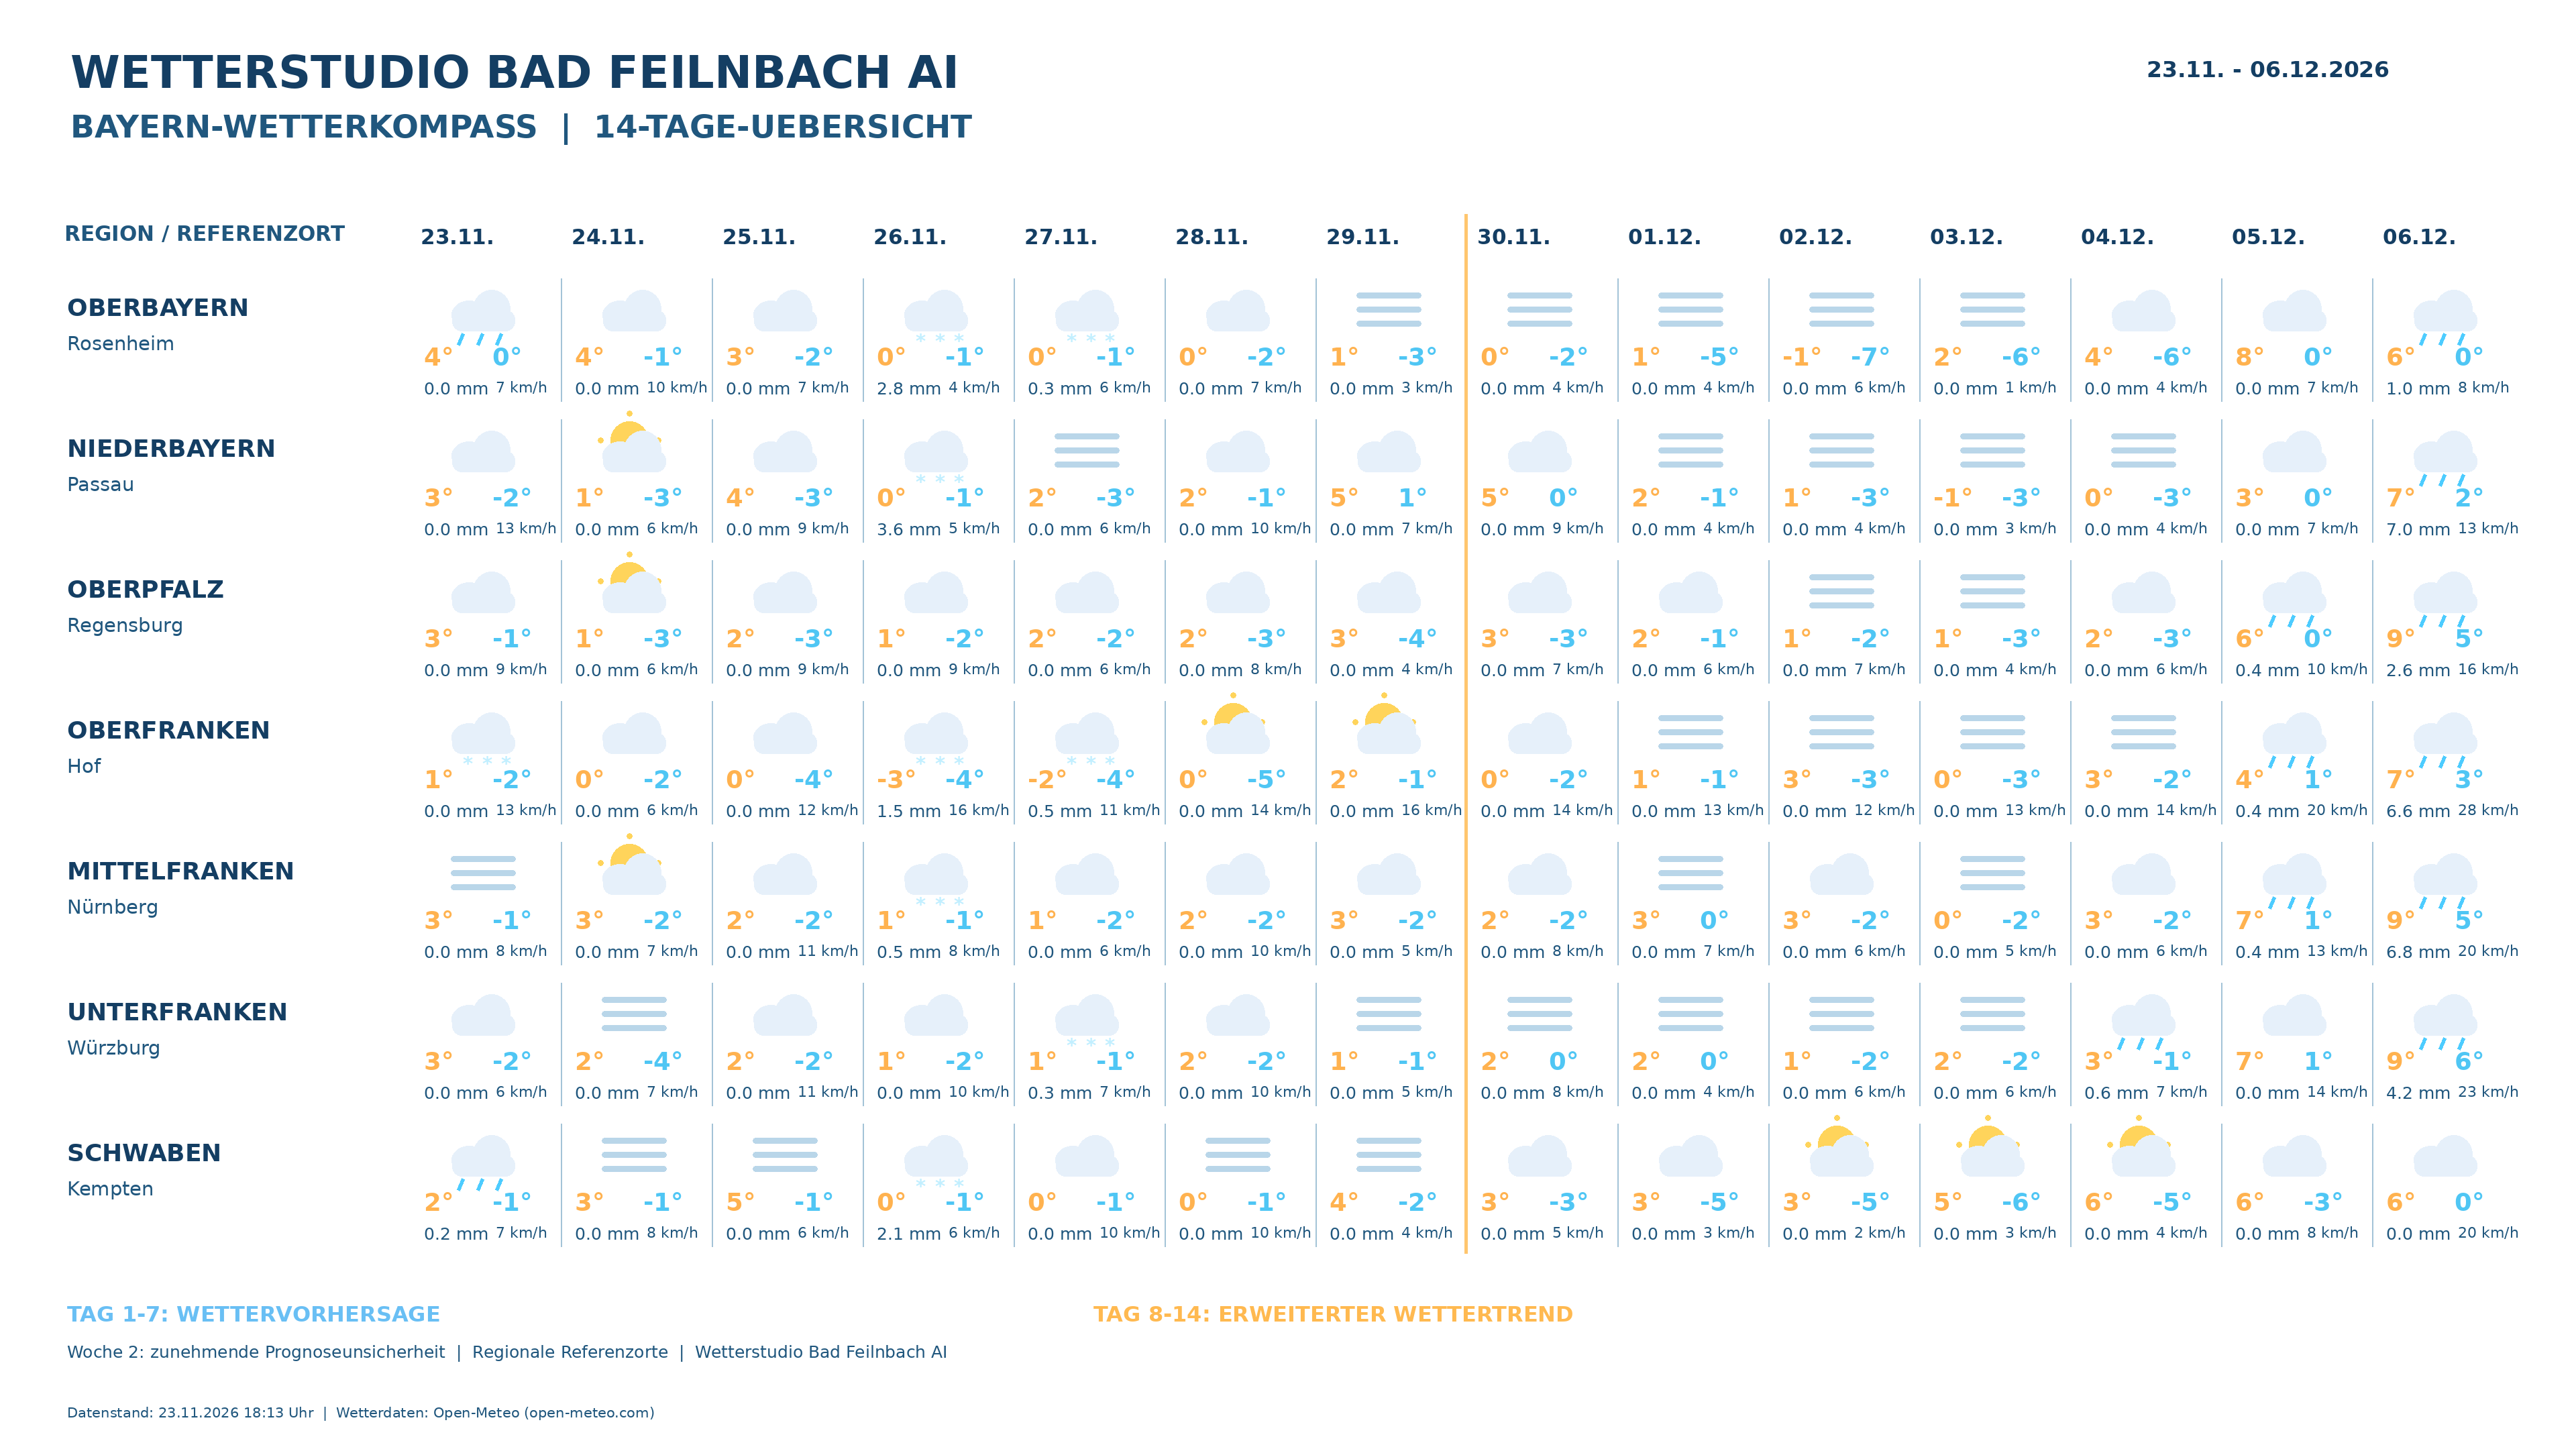 WETTERSTUDIO BAD FEILNBACH AI
23.11. - 06.12.2026
BAYERN-WETTERKOMPASS | 14-TAGE-UEBERSICHT
REGION / REFERENZORT 23.11. 24.11. 25.11. 26.11. 27.11. 28.11. 29.11. 30.11. 01.12. 02.12. 03.12. 04.12. 05.12. 06.12.
OBERBAYERN
Rosenheim
4° 0° 4° -1° 3° -2° 0° -1° 0° -1° 0° -2° 1° -3° 0° -2° 1° -5° -1° -7° 2° -6° 4° -6° 8° 0° 6° 0°
0.0 mm 7 km/h 0.0 mm 10 km/h 0.0 mm 7 km/h 2.8 mm 4 km/h 0.3 mm 6 km/h 0.0 mm 7 km/h 0.0 mm 3 km/h 0.0 mm 4 km/h 0.0 mm 4 km/h 0.0 mm 6 km/h 0.0 mm 1 km/h 0.0 mm 4 km/h 0.0 mm 7 km/h 1.0 mm 8 km/h
NIEDERBAYERN
Passau
3° -2° 1° -3° 4° -3° 0° -1° 2° -3° 2° -1° 5° 1° 5° 0° 2° -1° 1° -3° -1° -3° 0° -3° 3° 0° 7° 2°
0.0 mm 13 km/h 0.0 mm 6 km/h 0.0 mm 9 km/h 3.6 mm 5 km/h 0.0 mm 6 km/h 0.0 mm 10 km/h 0.0 mm 7 km/h 0.0 mm 9 km/h 0.0 mm 4 km/h 0.0 mm 4 km/h 0.0 mm 3 km/h 0.0 mm 4 km/h 0.0 mm 7 km/h 7.0 mm 13 km/h
OBERPFALZ
Regensburg
3° -1° 1° -3° 2° -3° 1° -2° 2° -2° 2° -3° 3° -4° 3° -3° 2° -1° 1° -2° 1° -3° 2° -3° 6° 0° 9° 5°
0.0 mm 9 km/h 0.0 mm 6 km/h 0.0 mm 9 km/h 0.0 mm 9 km/h 0.0 mm 6 km/h 0.0 mm 8 km/h 0.0 mm 4 km/h 0.0 mm 7 km/h 0.0 mm 6 km/h 0.0 mm 7 km/h 0.0 mm 4 km/h 0.0 mm 6 km/h 0.4 mm 10 km/h 2.6 mm 16 km/h
OBERFRANKEN
Hof
1° -2° 0° -2° 0° -4° -3° -4° -2° -4° 0° -5° 2° -1° 0° -2° 1° -1° 3° -3° 0° -3° 3° -2° 4° 1° 7° 3°
0.0 mm 13 km/h 0.0 mm 6 km/h 0.0 mm 12 km/h 1.5 mm 16 km/h 0.5 mm 11 km/h 0.0 mm 14 km/h 0.0 mm 16 km/h 0.0 mm 14 km/h 0.0 mm 13 km/h 0.0 mm 12 km/h 0.0 mm 13 km/h 0.0 mm 14 km/h 0.4 mm 20 km/h 6.6 mm 28 km/h
MITTELFRANKEN
Nürnberg
3° -1° 3° -2° 2° -2° 1° -1° 1° -2° 2° -2° 3° -2° 2° -2° 3° 0° 3° -2° 0° -2° 3° -2° 7° 1° 9° 5°
0.0 mm 8 km/h 0.0 mm 7 km/h 0.0 mm 11 km/h 0.5 mm 8 km/h 0.0 mm 6 km/h 0.0 mm 10 km/h 0.0 mm 5 km/h 0.0 mm 8 km/h 0.0 mm 7 km/h 0.0 mm 6 km/h 0.0 mm 5 km/h 0.0 mm 6 km/h 0.4 mm 13 km/h 6.8 mm 20 km/h
UNTERFRANKEN
Würzburg
3° -2° 2° -4° 2° -2° 1° -2° 1° -1° 2° -2° 1° -1° 2° 0° 2° 0° 1° -2° 2° -2° 3° -1° 7° 1° 9° 6°
0.0 mm 6 km/h 0.0 mm 7 km/h 0.0 mm 11 km/h 0.0 mm 10 km/h 0.3 mm 7 km/h 0.0 mm 10 km/h 0.0 mm 5 km/h 0.0 mm 8 km/h 0.0 mm 4 km/h 0.0 mm 6 km/h 0.0 mm 6 km/h 0.6 mm 7 km/h 0.0 mm 14 km/h 4.2 mm 23 km/h
SCHWABEN
Kempten
2° -1° 3° -1° 5° -1° 0° -1° 0° -1° 0° -1° 4° -2° 3° -3° 3° -5° 3° -5° 5° -6° 6° -5° 6° -3° 6° 0°
0.2 mm 7 km/h 0.0 mm 8 km/h 0.0 mm 6 km/h 2.1 mm 6 km/h 0.0 mm 10 km/h 0.0 mm 10 km/h 0.0 mm 4 km/h 0.0 mm 5 km/h 0.0 mm 3 km/h 0.0 mm 2 km/h 0.0 mm 3 km/h 0.0 mm 4 km/h 0.0 mm 8 km/h 0.0 mm 20 km/h
TAG 1-7: WETTERVORHERSAGE TAG 8-14: ERWEITERTER WETTERTREND
Woche 2: zunehmende Prognoseunsicherheit | Regionale Referenzorte | Wetterstudio Bad Feilnbach AI
Datenstand: 23.11.2026 18:13 Uhr | Wetterdaten: Open-Meteo (open-meteo.com)